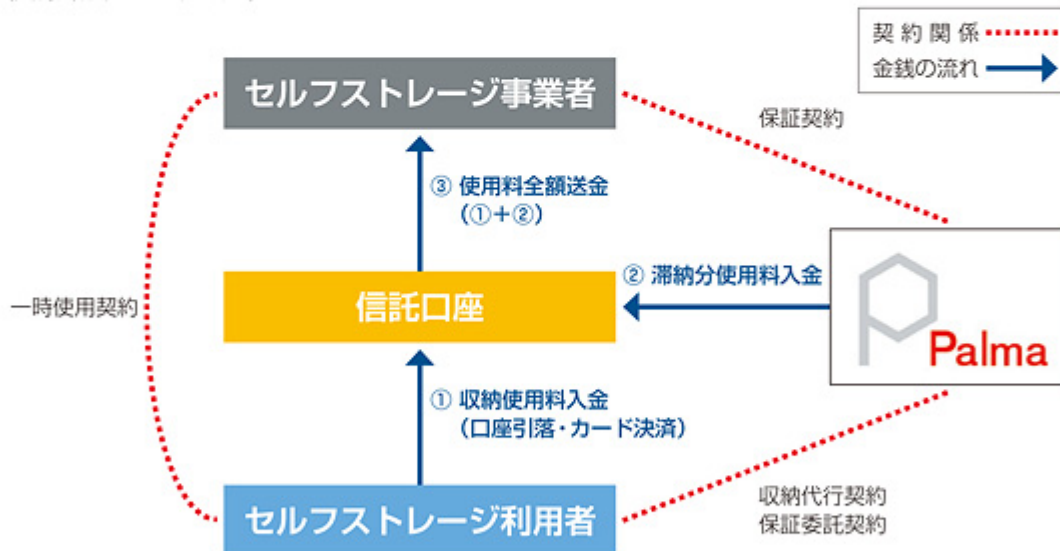 契約関係
金銭の流れ
セルフストレージ事業者
保証契約
③ 使用料全額送金
(①+②)
② 滞納分使用料入金
一時使用契約
信託口座
Palma
① 収納使用料入金
(口座引落・カード決済)
収納代行契約
保証委託契約
セルフストレージ利用者